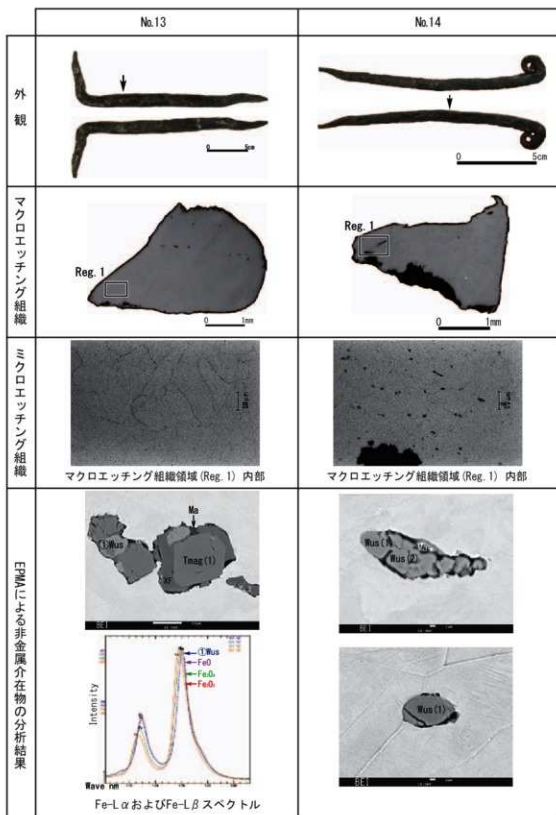 No.13
No.14
外観
0 5cm
0 5cm
マクロエッチング組織
Reg. 1
0 1mm
Reg. 1
0 1mm
ミクロエッチング組織
マクロエッチング組織領域(Reg. 1) 内部
マクロエッチング組織領域(Reg. 1) 内部
EPMAによる非金属介在物の分析結果
Ma
①Wus
Tmag(1)
XF
BEI
Intensity
①Wus
FeO
Wave nm
Fe-LαおよびFe-Lβスペクトル
Wus(1)
Wus(2)
BEI
Wus(1)
BEI